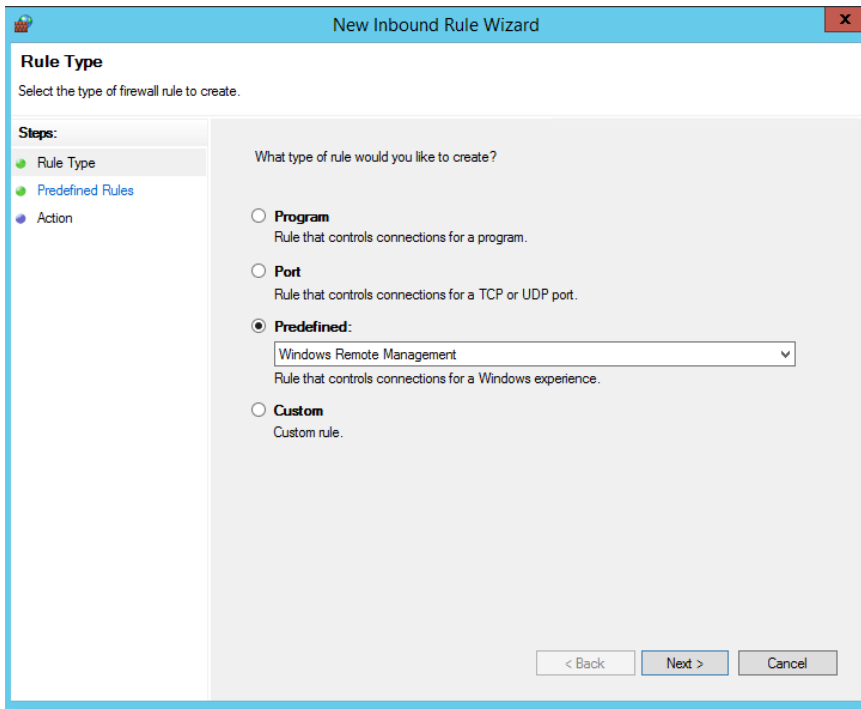 New Inbound Rule Wizard
x
Rule Type
Select the type of firewall rule to create.
Steps:
Rule Type
Predefined Rules
Action
What type of rule would you like to create?
Program
Rule that controls connections for a program.
Port
Rule that controls connections for a TCP or UDP port.
Predefined:
Windows Remote Management
Rule that controls connections for a Windows experience.
Custom
Custom rule.
< Back Next > Cancel